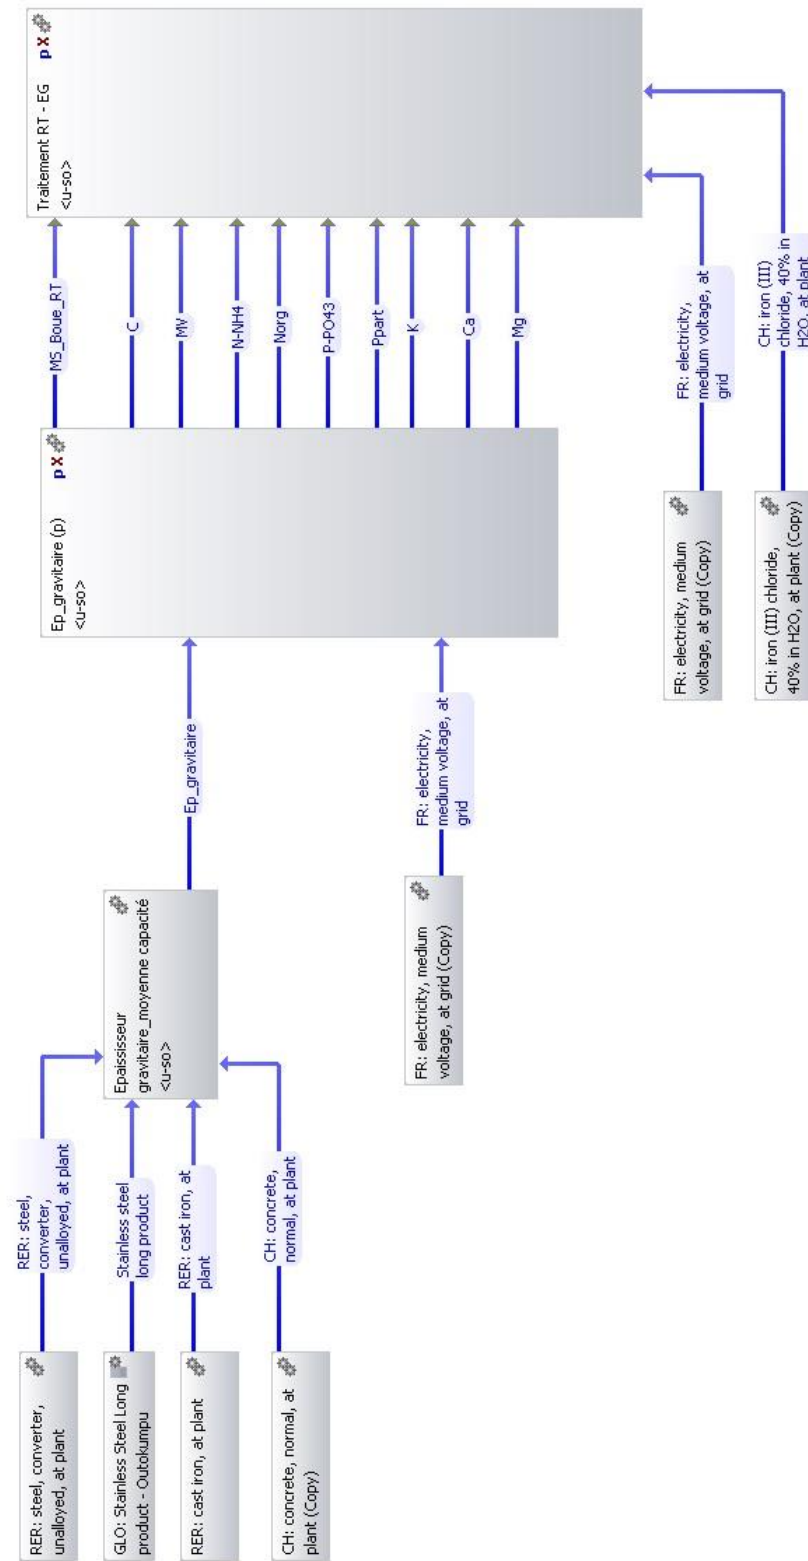 RER: steel, converter,
unalloyed, at plant
GLO: Stainless Steel Long
product - Outokumpu
RER: cast iron, at plant
CH: concrete, normal, at
plant (Copy)
RER: steel,
converter,
unalloyed, at plant
Stainless steel
long product
RER: cast iron, at
plant
CH: concrete,
normal, at plant
Epaississeur
gravitaire_moyenne capacité
<u-so>
FR: electricity, medium
voltage, at grid (Copy)
Ep_gravitaire
FR: electricity,
medium voltage, at
grid
Ep_gravitaire (p)
<u-so>
pX
FR: electricity, medium
voltage, at grid (Copy)
CH: iron (III) chloride,
40% in H2O, at plant (Copy)
MS_Boue_RT
C
MV
N-NH4
Norg
P-PO43
Ppart
K
Ca
Mg
FR: electricity,
medium voltage, at
grid
CH: iron (III)
chloride, 40% in
H2O, at plant
Traitement RT - EG
<u-so>
pX